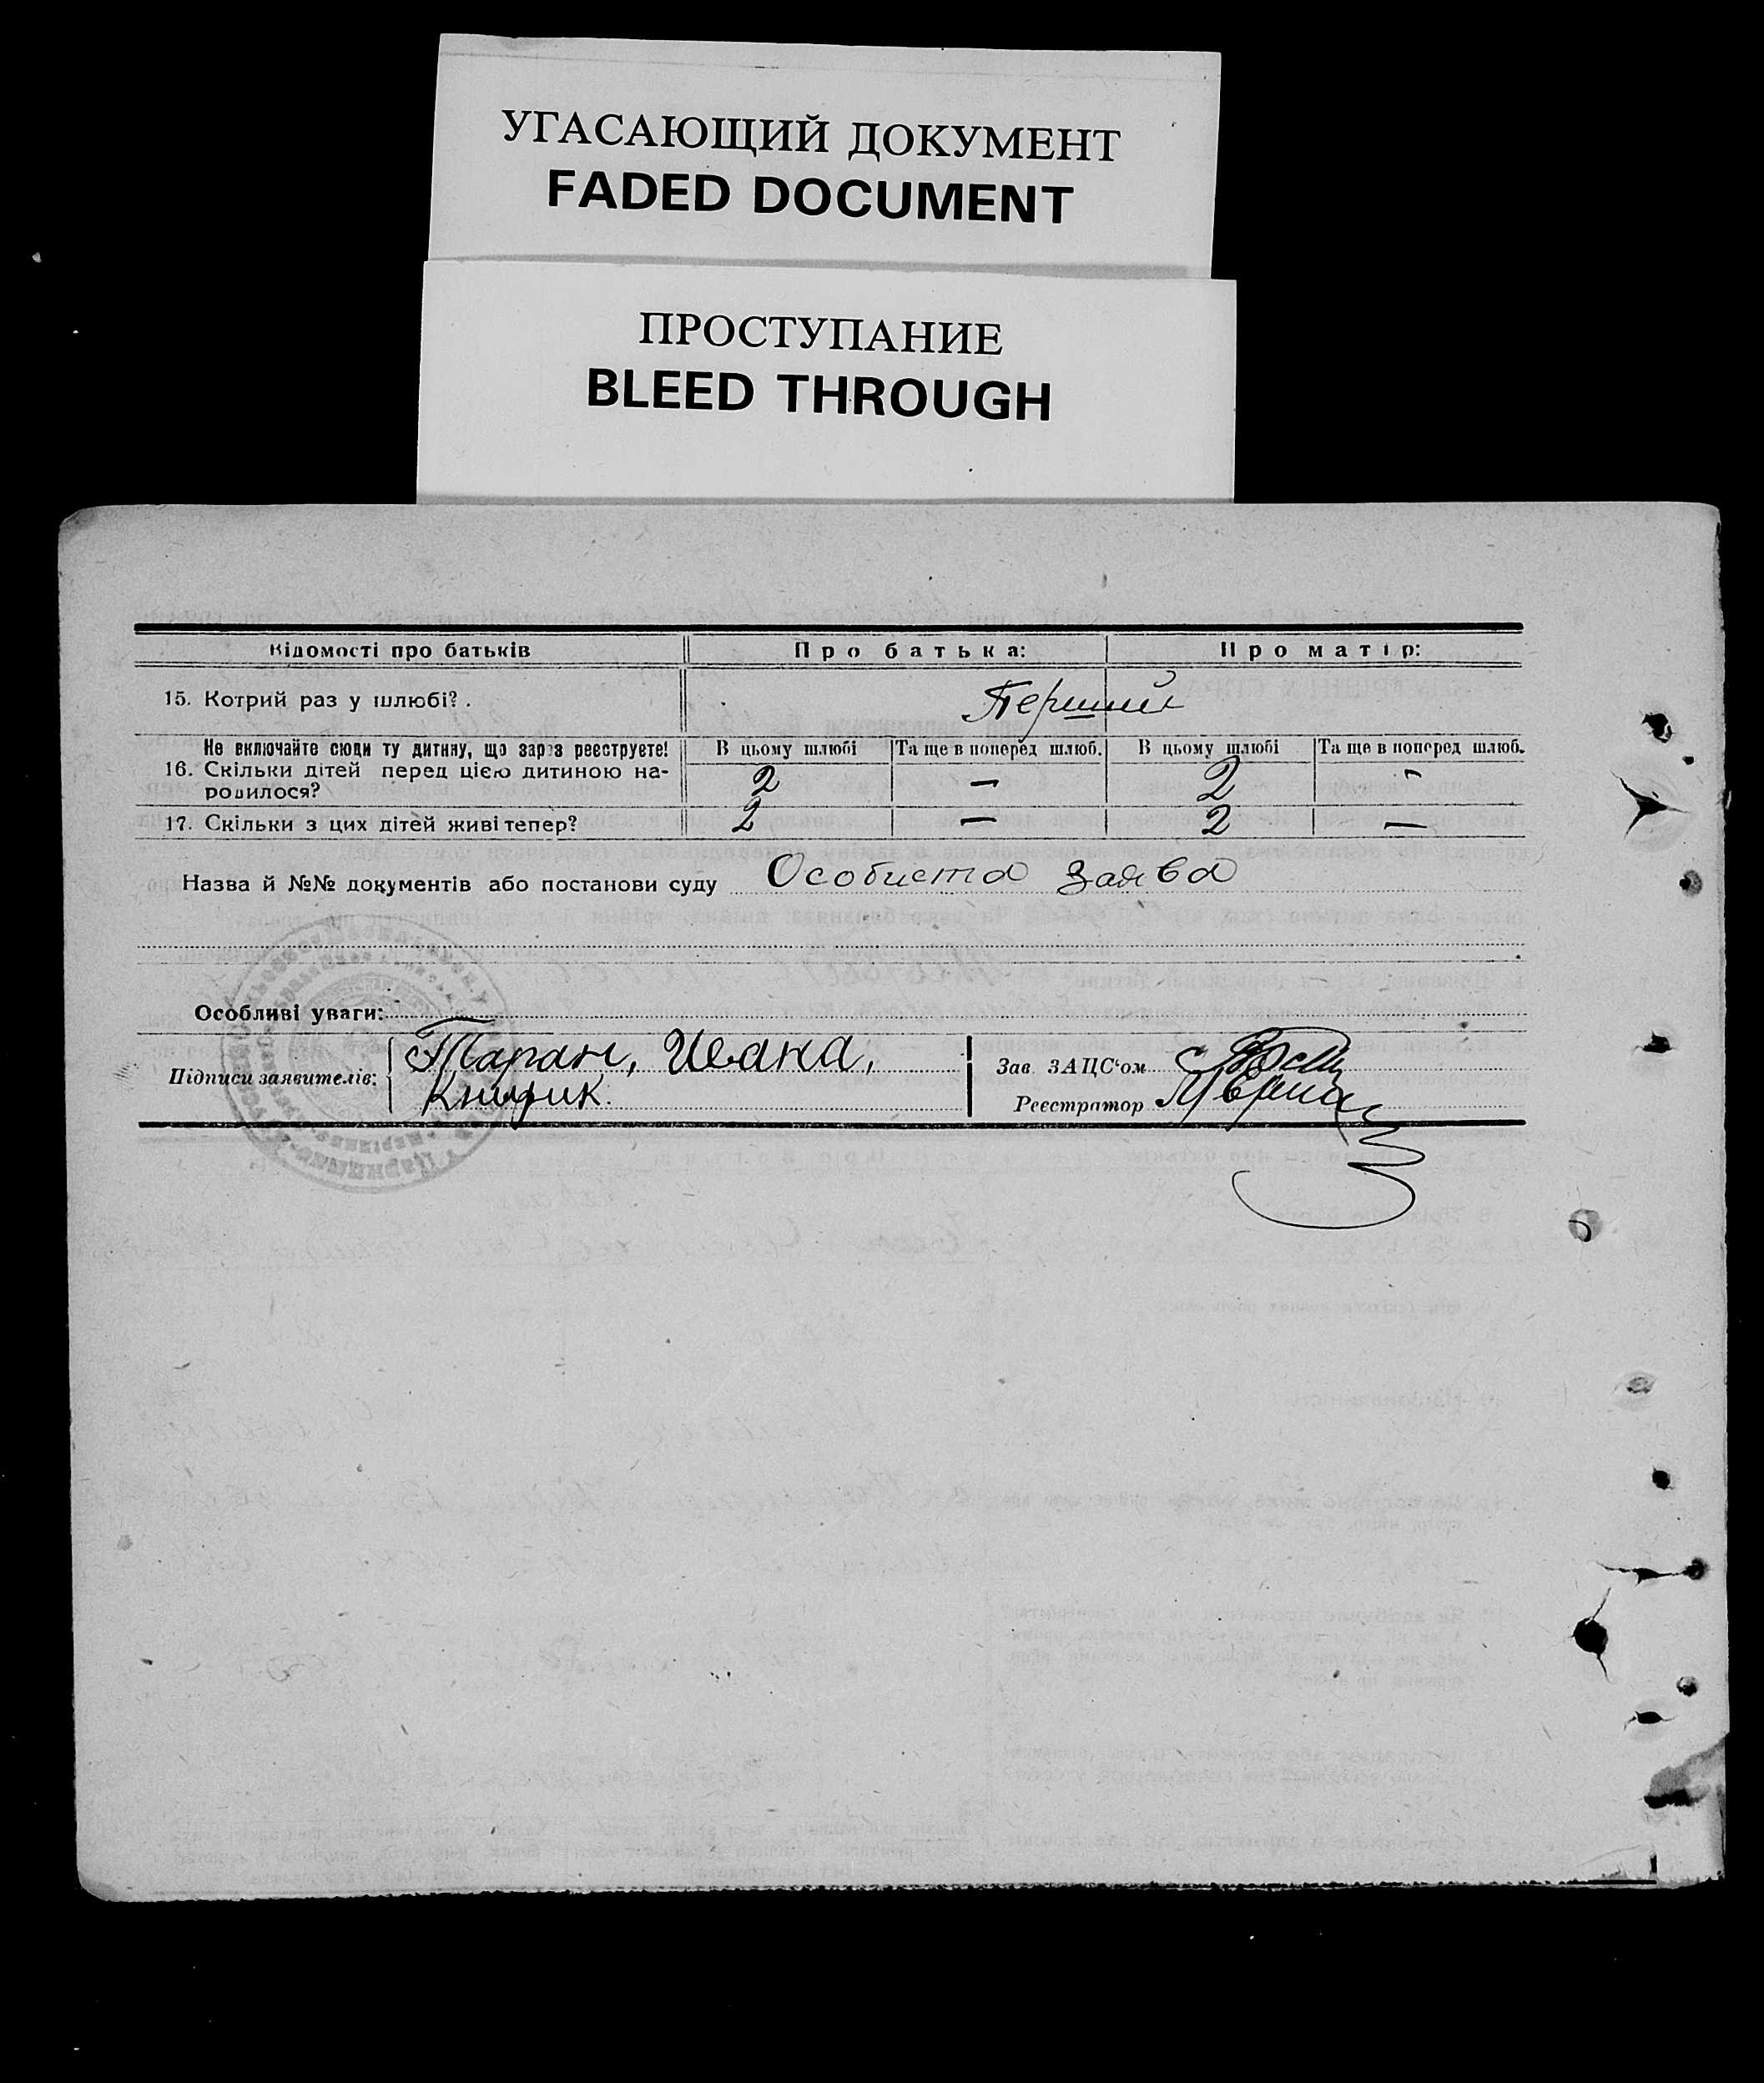 УГАСАЮЩИЙ ДОКУМЕНТ
FADED DOCUMENT
ПРОСТУПАНИЕ
BLEED THROUGH
Відомості про батьків Про батька: Про матір:
15. Котрий раз у шлюбі? Перший
Не включайте сюди ту дитину, що зараз реєструєте! В цьому шлюбі Та ще в поперед шлюб. В цьому шлюбі Та ще в поперед шлюб.
16. Скільки дітей перед цією дитиною на- 2 — 2 -
родилося?
17. Скільки з цих дітей живі тепер? 2 — 2 —
Назва й №№ документів або постанови суду Особиста заява
Особливі уваги:
Підписи заявителів: Таран, Ивана, Зав. ЗАЦС'ом
Реєстратор